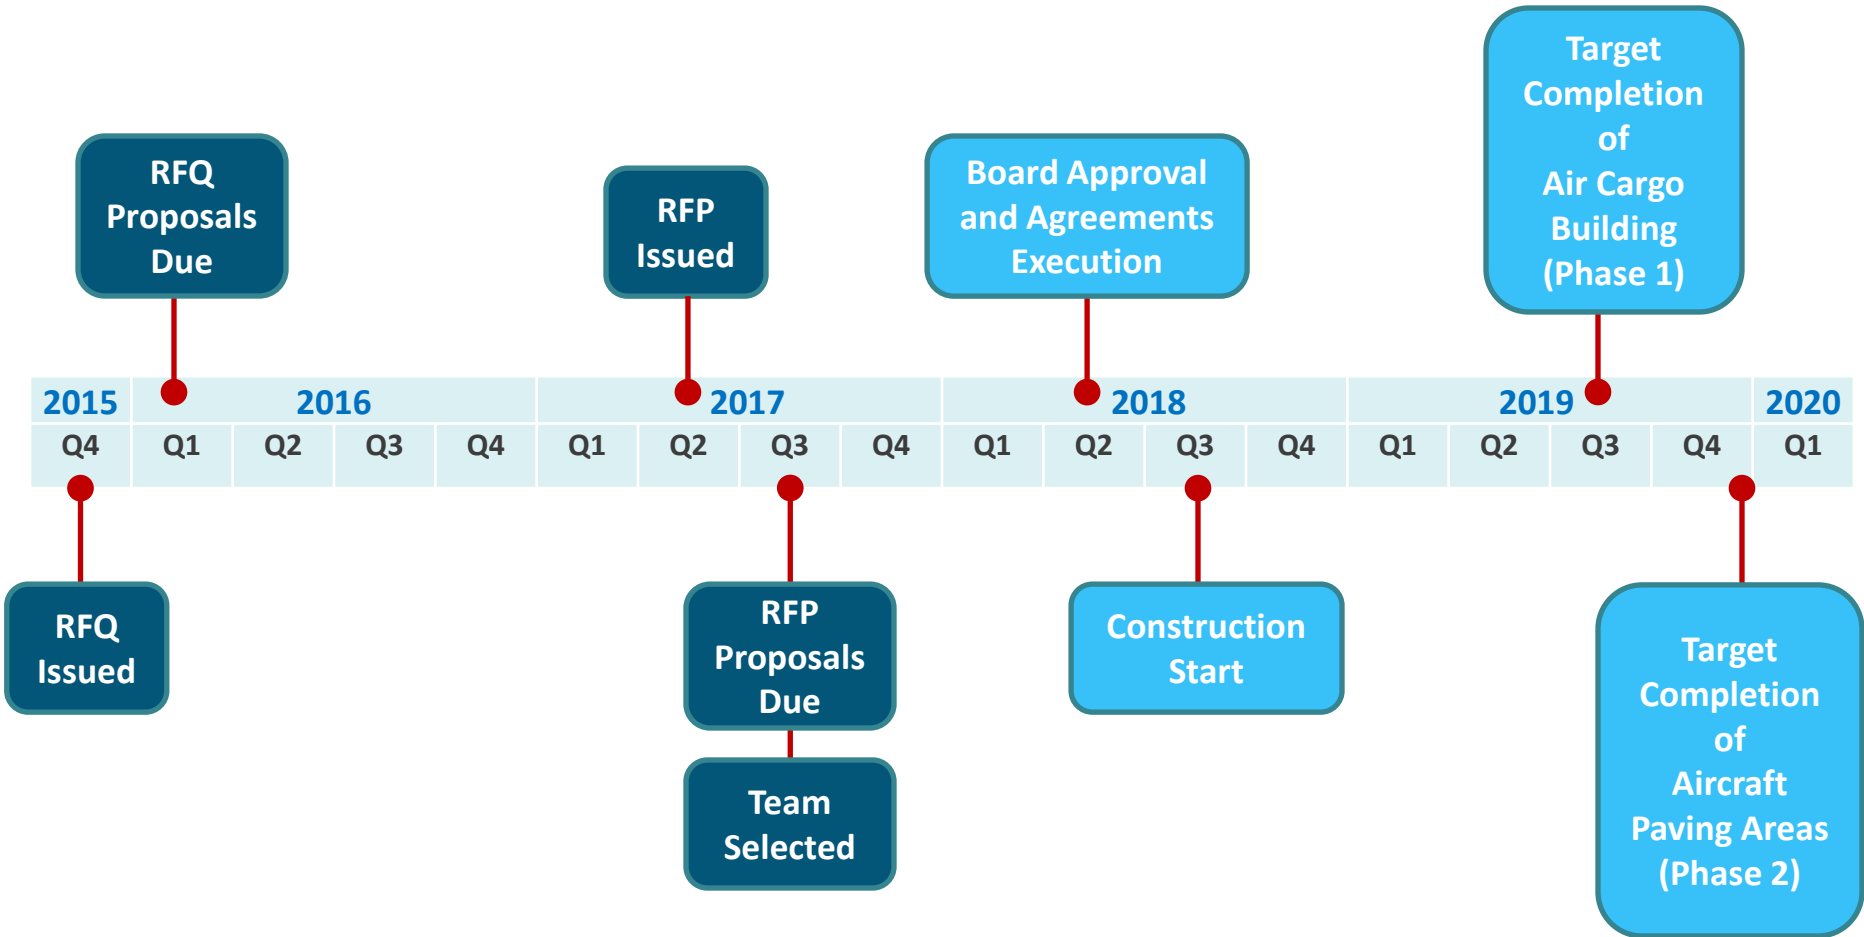 RFQ
Proposals
Due
RFP
Issued
Board Approval
and Agreements
Execution
Target
Completion
of
Air Cargo
Building
(Phase 1)
2015 2016 2017 2018 2019 2020
Q4 Q1 Q2 Q3 Q4 Q1 Q2 Q3 Q4 Q1 Q2 Q3 Q4 Q1 Q2 Q3 Q4 Q1
RFQ
Issued
RFP
Proposals
Due
Team
Selected
Construction
Start
Target
Completion
of
Aircraft
Paving Areas
(Phase 2)